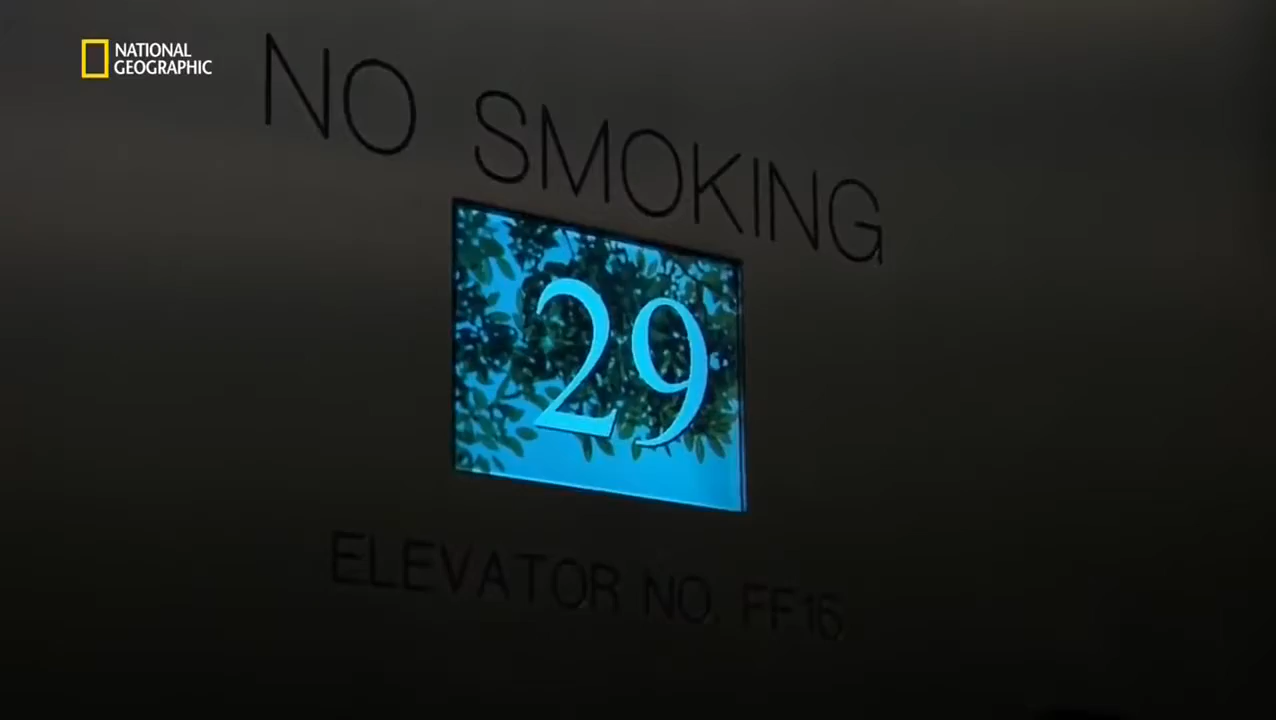 NATIONAL
GEOGRAPHIC
NO SMOKING
29
ELEVATOR NO. FF16